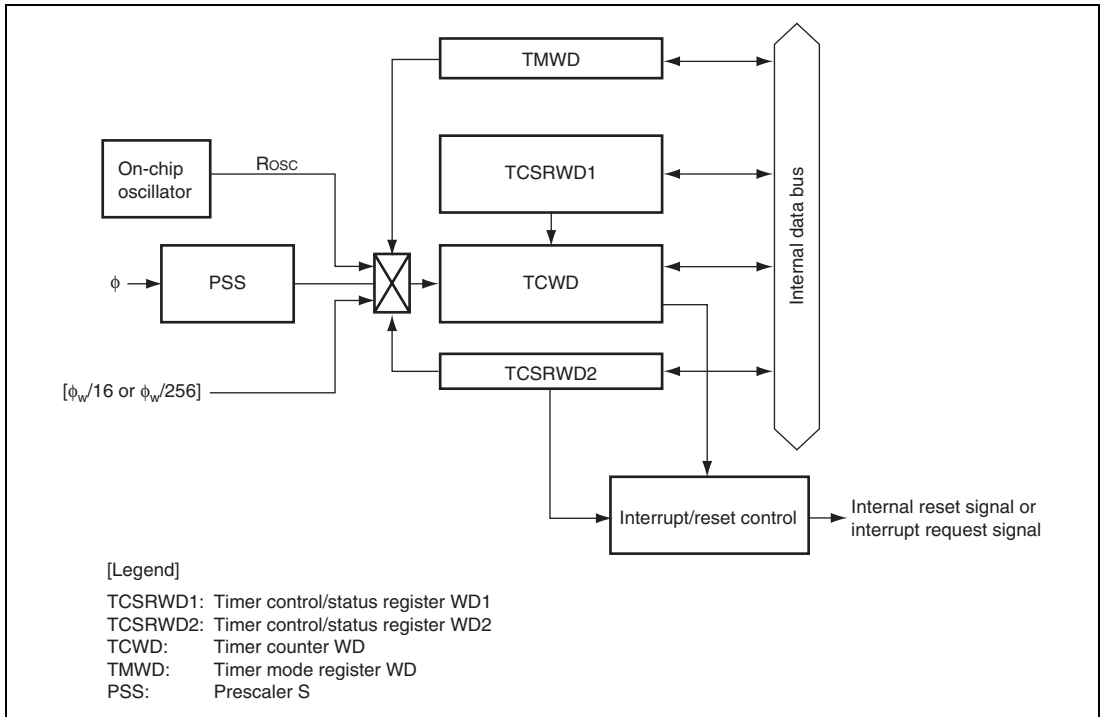 TMWD
On-chip
oscillator
ROSC
TCSRWD1
Internal data bus
ϕ
PSS
TCWD
TCSRWD2
[ϕw/16 or ϕw/256]
Interrupt/reset control
Internal reset signal or
interrupt request signal
[Legend]
TCSRWD1: Timer control/status register WD1
TCSRWD2: Timer control/status register WD2
TCWD: Timer counter WD
TMWD: Timer mode register WD
PSS: Prescaler S